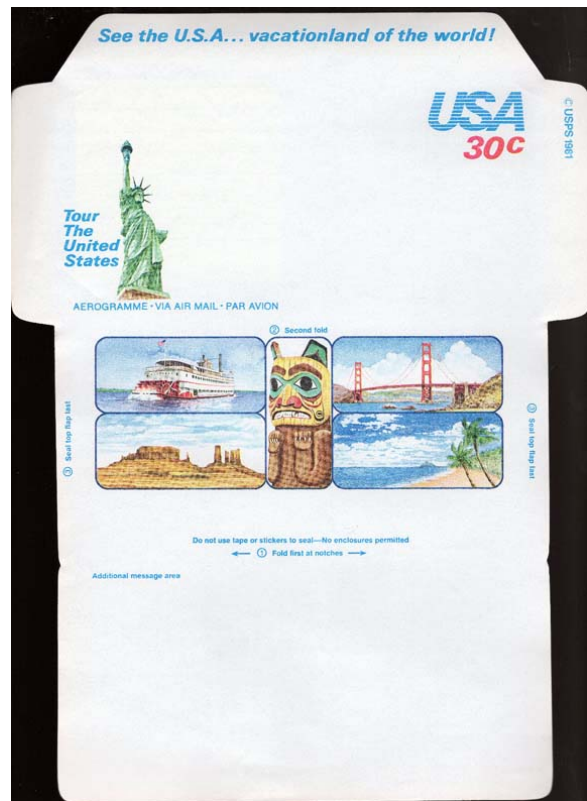 See the U.S.A... vacationland of the world!
USA
30c
© USPS 1981
Tour
The
United
States
AEROGRAMME • VIA AIR MAIL • PAR AVION
② Second fold
③ Seal top flap last
③ Seal top flap last
Do not use tape or stickers to seal—No enclosures permitted
← ① Fold first at notches →
Additional message area